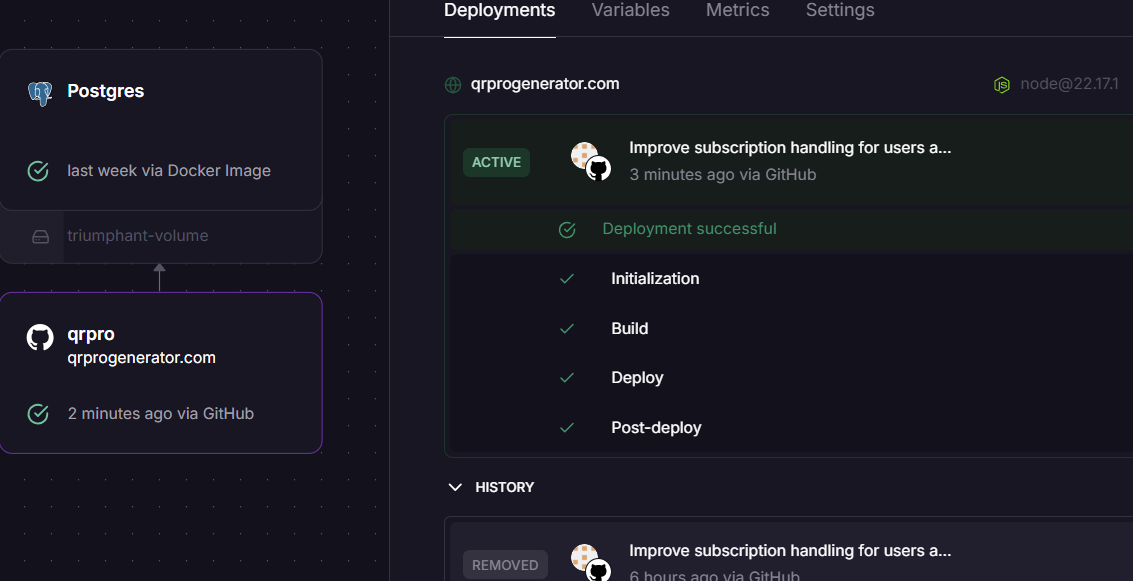 Deployments Variables Metrics Settings
Postgres
last week via Docker Image
triumphant-volume
qrpro
qrprogenerator.com
2 minutes ago via GitHub
qrprogenerator.com
node@22.17.1
ACTIVE
Improve subscription handling for users a...
3 minutes ago via GitHub
Deployment successful
Initialization
Build
Deploy
Post-deploy
HISTORY
REMOVED
Improve subscription handling for users a...
6 hours ago via GitHub